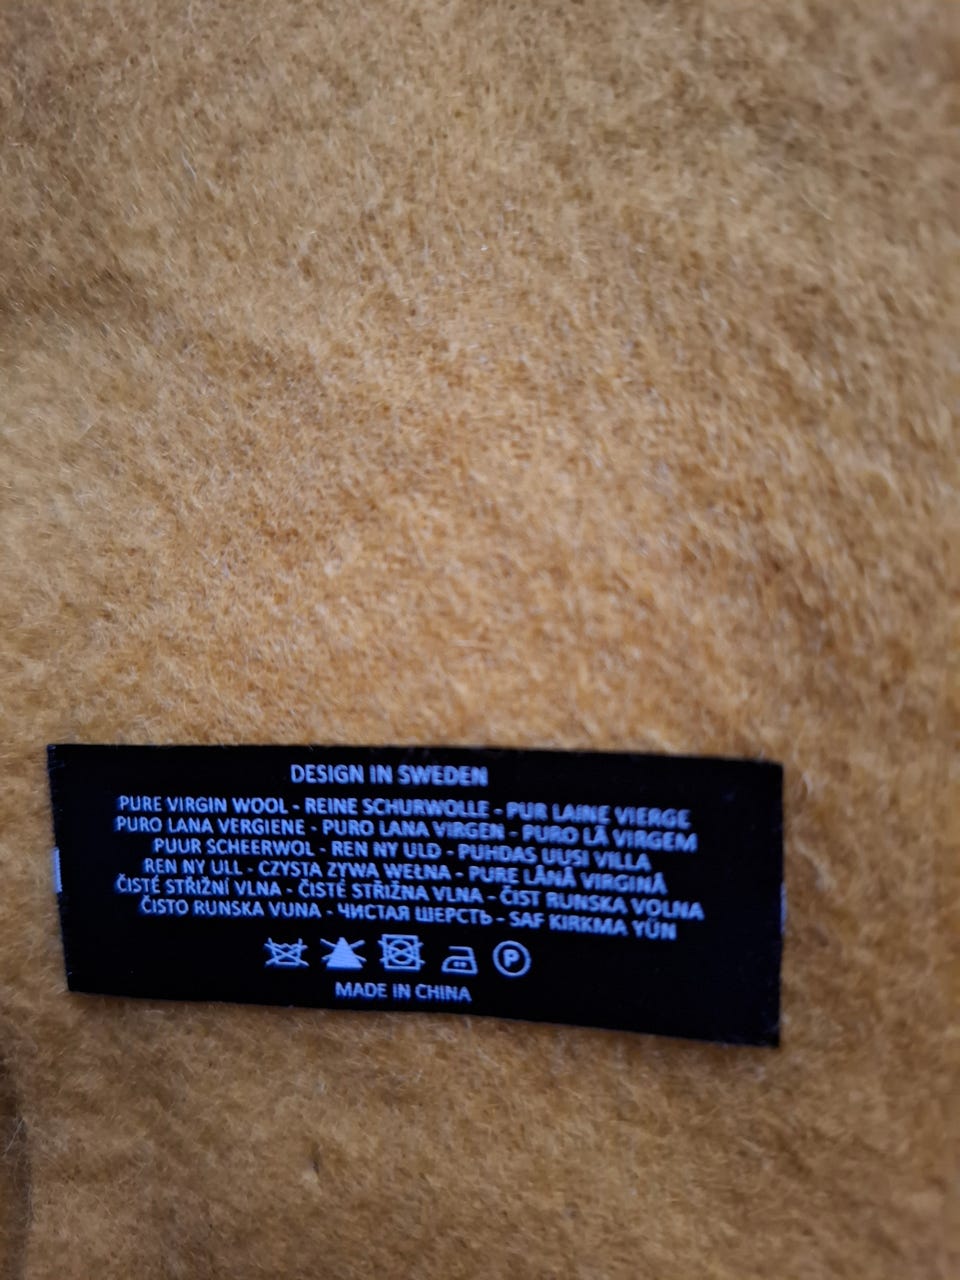 DESIGN IN SWEDEN
PURE VIRGIN WOOL - REINE SCHURWOLLE - PUR LAINE VIERGE
PURO LANA VERGIENE - PURO LANA VIRGEN - PURO LÃ VIRGEM
PUUR SCHEERWOL - REN NY ULD - PUHDAS UUSI VILLA
REN NY ULL - CZYSTA ZYWA WEŁNA - PURE LÂNĂ VIRGINĂ
ČISTÉ STŘIŽNÍ VLNA - ČISTÉ STŘIŽNA VLNA - ČIST RUNSKA VOLNA
ČISTO RUNSKA VUNA - ЧИСТАЯ ШЕРСТЬ - SAF KIRKMA YÜN
P
MADE IN CHINA